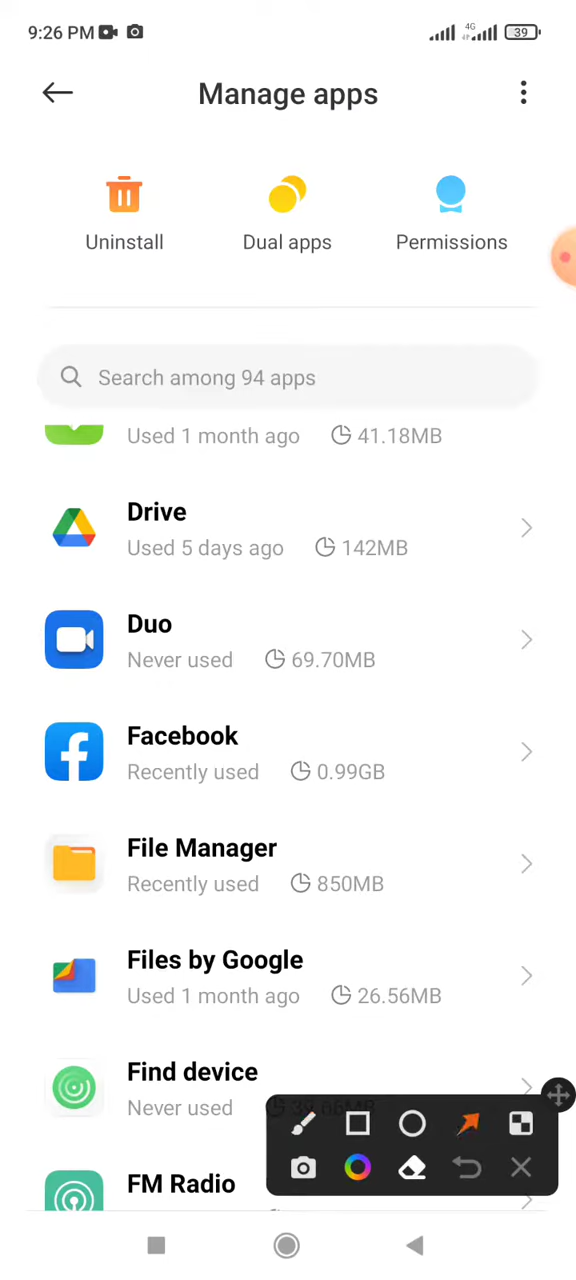 9:26 PM 4G 39
Manage apps
Uninstall Dual apps Permissions
Search among 94 apps
Used 1 month ago 41.18MB
Drive
Used 5 days ago 142MB
Duo
Never used 69.70MB
Facebook
Recently used 0.99GB
File Manager
Recently used 850MB
Files by Google
Used 1 month ago 26.56MB
Find device
Never used
FM Radio